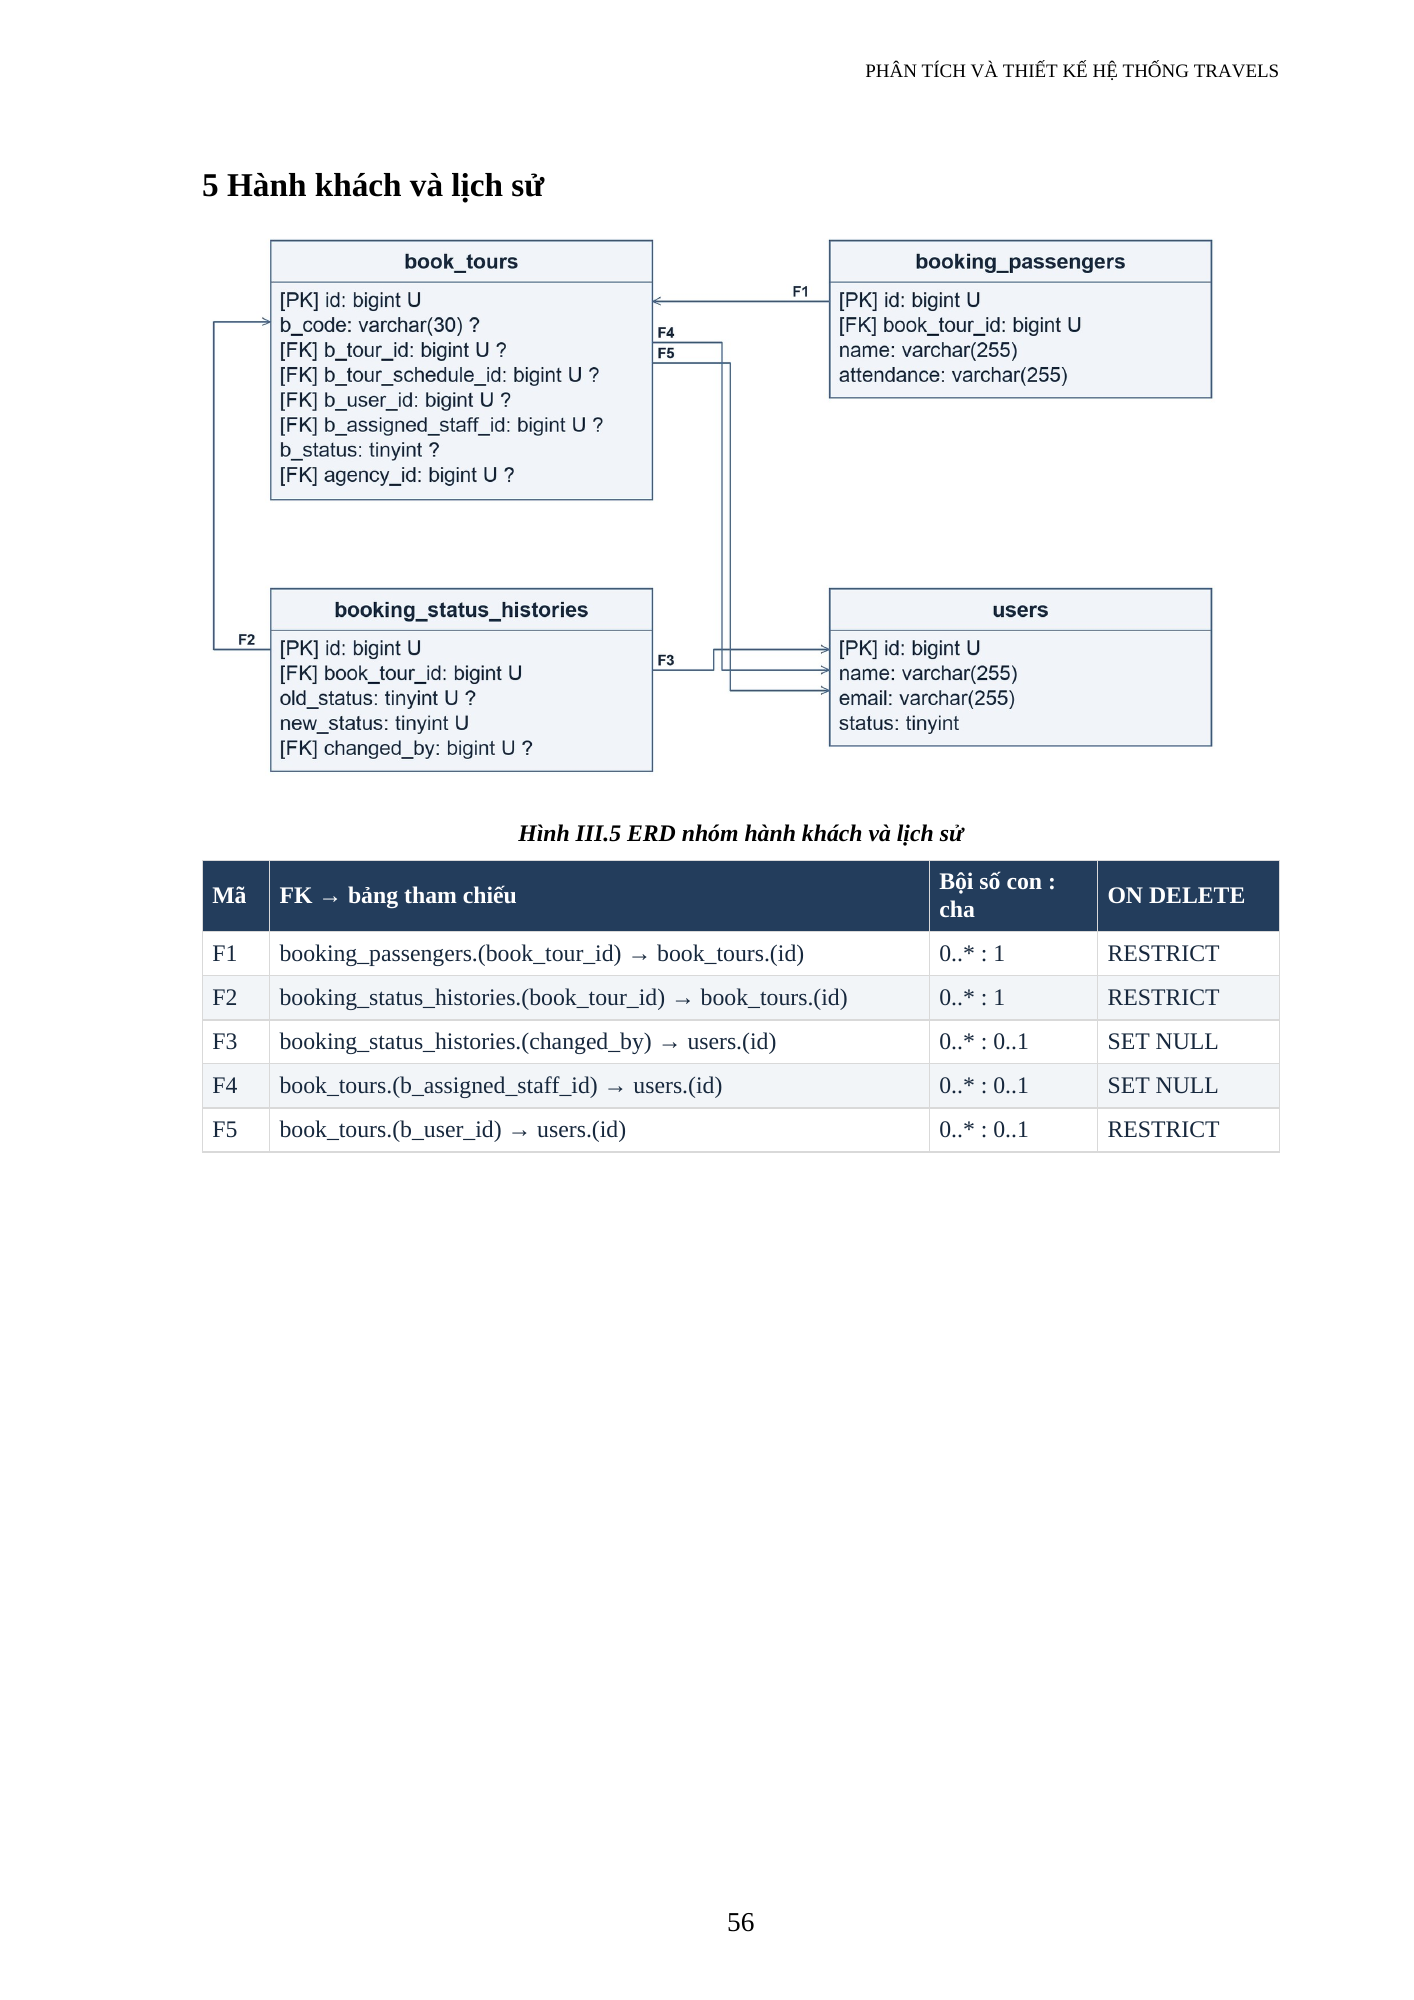 PHÂN TÍCH VÀ THIẾT KẾ HỆ THỐNG TRAVELS
5 Hành khách và lịch sử
book_tours
[PK] id: bigint U
b_code: varchar(30) ?
[FK] b_tour_id: bigint U ?
[FK] b_tour_schedule_id: bigint U ?
[FK] b_user_id: bigint U ?
[FK] b_assigned_staff_id: bigint U ?
b_status: tinyint ?
[FK] agency_id: bigint U ?
F1
F4
F5
booking_passengers
[PK] id: bigint U
[FK] book_tour_id: bigint U
name: varchar(255)
attendance: varchar(255)
F2
booking_status_histories
[PK] id: bigint U
[FK] book_tour_id: bigint U
old_status: tinyint U ?
new_status: tinyint U
[FK] changed_by: bigint U ?
F3
users
[PK] id: bigint U
name: varchar(255)
email: varchar(255)
status: tinyint
Hình III.5 ERD nhóm hành khách và lịch sử
Mã FK → bảng tham chiếu Bội số con : cha ON DELETE
F1 booking_passengers.(book_tour_id) → book_tours.(id) 0..* : 1 RESTRICT
F2 booking_status_histories.(book_tour_id) → book_tours.(id) 0..* : 1 RESTRICT
F3 booking_status_histories.(changed_by) → users.(id) 0..* : 0..1 SET NULL
F4 book_tours.(b_assigned_staff_id) → users.(id) 0..* : 0..1 SET NULL
F5 book_tours.(b_user_id) → users.(id) 0..* : 0..1 RESTRICT
56